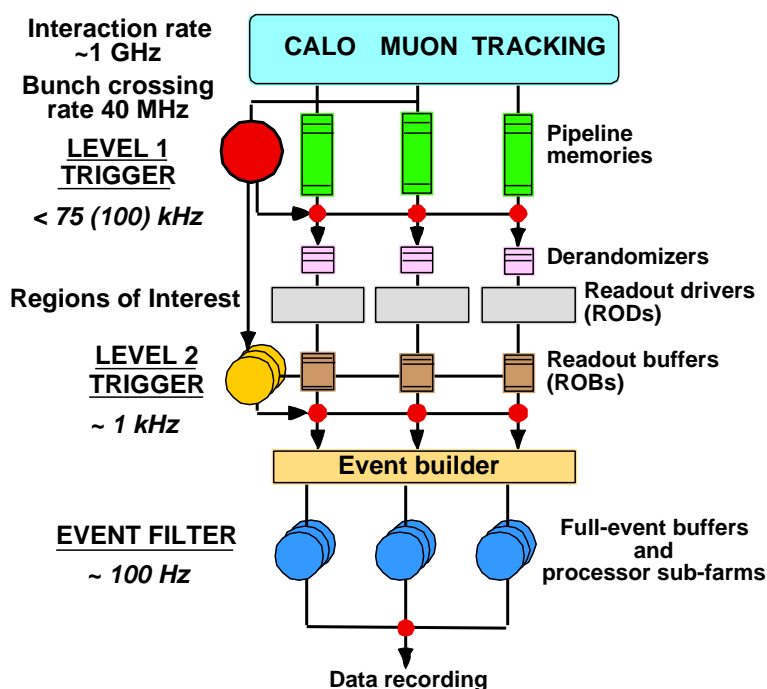 Interaction rate
~1 GHz
CALO MUON TRACKING
Bunch crossing
rate 40 MHz
LEVEL 1
TRIGGER
< 75 (100) kHz
Pipeline
memories
Derandomizers
Regions of Interest
Readout drivers
(RODs)
LEVEL 2
TRIGGER
~ 1 kHz
Readout buffers
(ROBs)
Event builder
EVENT FILTER
~ 100 Hz
Full-event buffers
and
processor sub-farms
Data recording